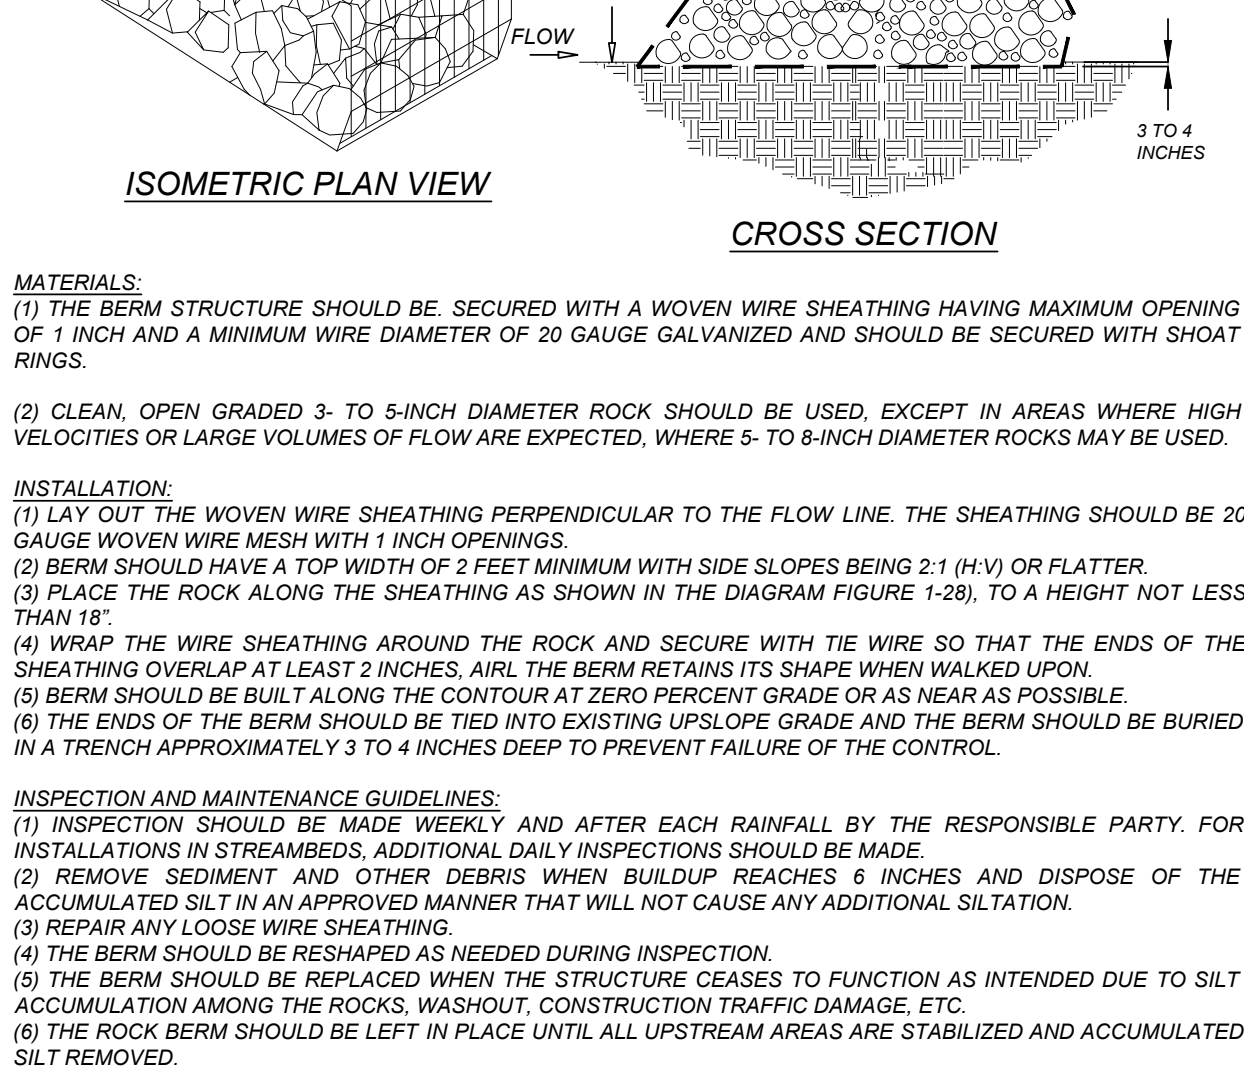 FLOW
3 TO 4
INCHES
ISOMETRIC PLAN VIEW
CROSS SECTION
MATERIALS:
(1) THE BERM STRUCTURE SHOULD BE. SECURED WITH A WOVEN WIRE SHEATHING HAVING MAXIMUM OPENING
OF 1 INCH AND A MINIMUM WIRE DIAMETER OF 20 GAUGE GALVANIZED AND SHOULD BE SECURED WITH SHOAT
RINGS.
(2) CLEAN, OPEN GRADED 3- TO 5-INCH DIAMETER ROCK SHOULD BE USED, EXCEPT IN AREAS WHERE HIGH
VELOCITIES OR LARGE VOLUMES OF FLOW ARE EXPECTED, WHERE 5- TO 8-INCH DIAMETER ROCKS MAY BE USED.
INSTALLATION:
(1) LAY OUT THE WOVEN WIRE SHEATHING PERPENDICULAR TO THE FLOW LINE. THE SHEATHING SHOULD BE 20
GAUGE WOVEN WIRE MESH WITH 1 INCH OPENINGS.
(2) BERM SHOULD HAVE A TOP WIDTH OF 2 FEET MINIMUM WITH SIDE SLOPES BEING 2:1 (H:V) OR FLATTER.
(3) PLACE THE ROCK ALONG THE SHEATHING AS SHOWN IN THE DIAGRAM FIGURE 1-28), TO A HEIGHT NOT LESS
THAN 18”.
(4) WRAP THE WIRE SHEATHING AROUND THE ROCK AND SECURE WITH TIE WIRE SO THAT THE ENDS OF THE
SHEATHING OVERLAP AT LEAST 2 INCHES, AIRL THE BERM RETAINS ITS SHAPE WHEN WALKED UPON.
(5) BERM SHOULD BE BUILT ALONG THE CONTOUR AT ZERO PERCENT GRADE OR AS NEAR AS POSSIBLE.
(6) THE ENDS OF THE BERM SHOULD BE TIED INTO EXISTING UPSLOPE GRADE AND THE BERM SHOULD BE BURIED
IN A TRENCH APPROXIMATELY 3 TO 4 INCHES DEEP TO PREVENT FAILURE OF THE CONTROL.
INSPECTION AND MAINTENANCE GUIDELINES:
(1) INSPECTION SHOULD BE MADE WEEKLY AND AFTER EACH RAINFALL BY THE RESPONSIBLE PARTY. FOR
INSTALLATIONS IN STREAMBEDS, ADDITIONAL DAILY INSPECTIONS SHOULD BE MADE.
(2) REMOVE SEDIMENT AND OTHER DEBRIS WHEN BUILDUP REACHES 6 INCHES AND DISPOSE OF THE
ACCUMULATED SILT IN AN APPROVED MANNER THAT WILL NOT CAUSE ANY ADDITIONAL SILTATION.
(3) REPAIR ANY LOOSE WIRE SHEATHING.
(4) THE BERM SHOULD BE RESHAPED AS NEEDED DURING INSPECTION.
(5) THE BERM SHOULD BE REPLACED WHEN THE STRUCTURE CEASES TO FUNCTION AS INTENDED DUE TO SILT
ACCUMULATION AMONG THE ROCKS, WASHOUT, CONSTRUCTION TRAFFIC DAMAGE, ETC.
(6) THE ROCK BERM SHOULD BE LEFT IN PLACE UNTIL ALL UPSTREAM AREAS ARE STABILIZED AND ACCUMULATED
SILT REMOVED.